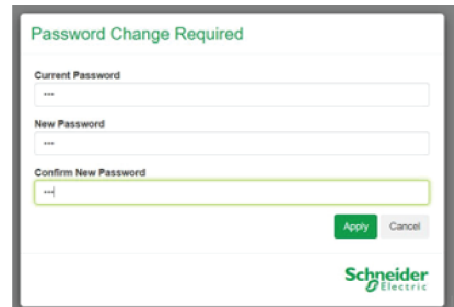 Password Change Required
Current Password
•••
New Password
•••
Confirm New Password
•••
Apply Cancel
Schneider
Electric